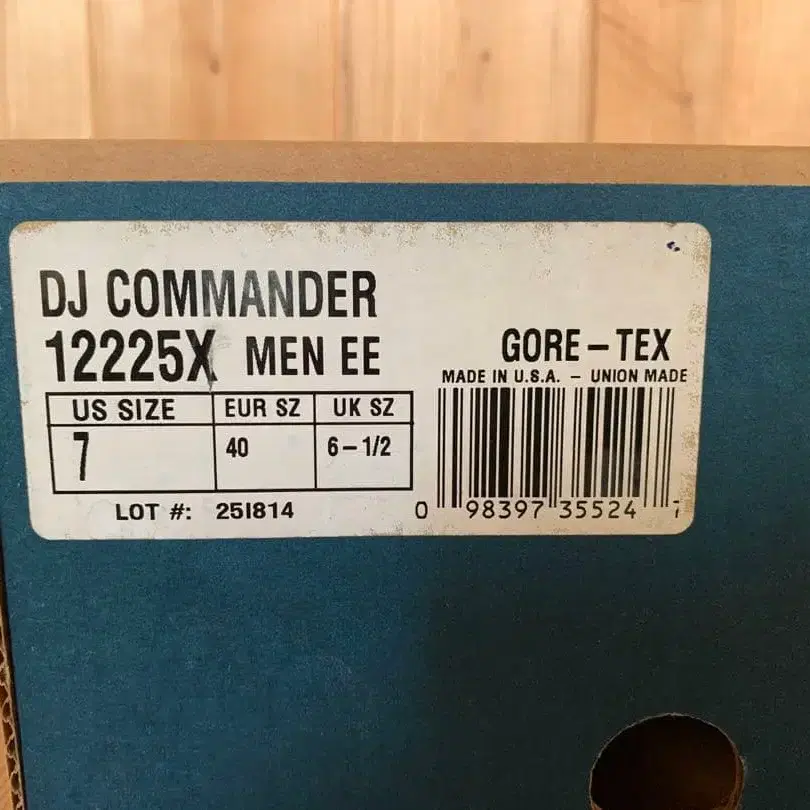 DJ COMMANDER
12225X MEN EE
GORE-TEX
MADE IN U.S.A. - UNION MADE
US SIZE EUR SZ UK SZ
7 40 6-1/2
LOT #: 251814
0 98397 35524 7